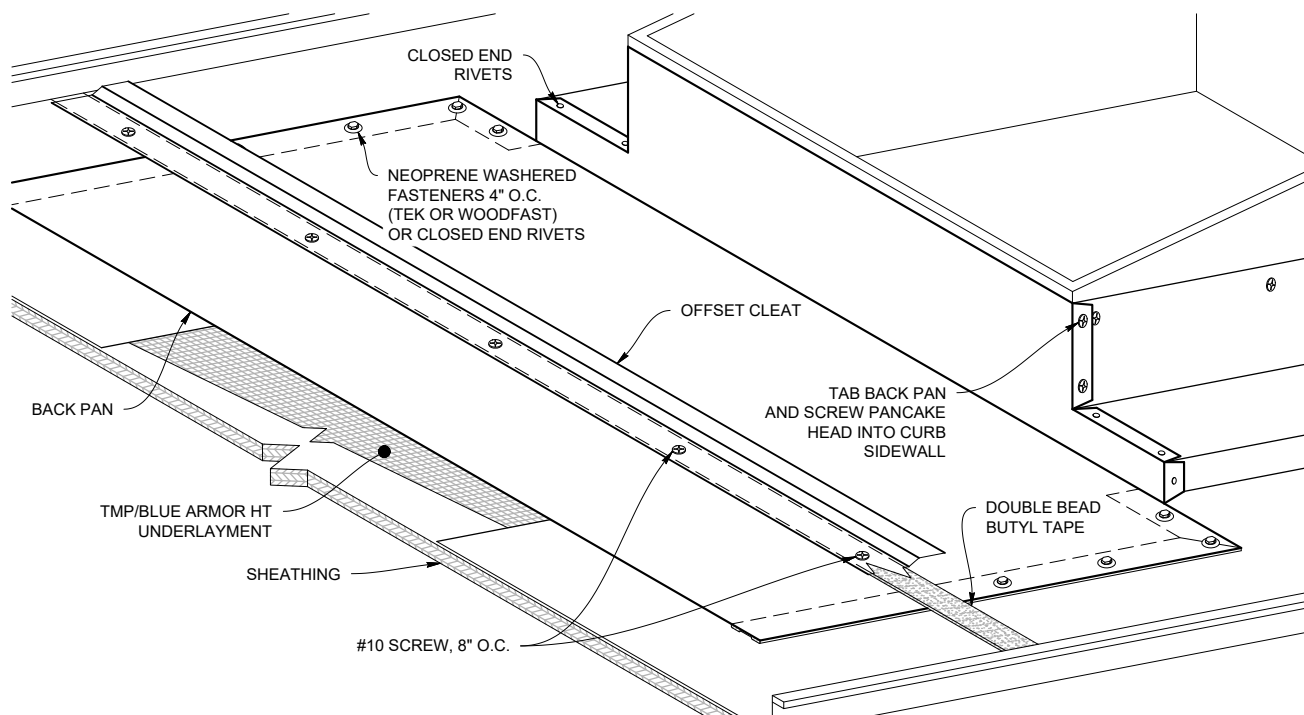 CLOSED END
RIVETS
NEOPRENE WASHERED
FASTENERS 4" O.C.
(TEK OR WOODFAST)
OR CLOSED END RIVETS
OFFSET CLEAT
BACK PAN
TAB BACK PAN
AND SCREW PANCAKE
HEAD INTO CURB
SIDEWALL
TMP/BLUE ARMOR HT
UNDERLAYMENT
DOUBLE BEAD
BUTYL TAPE
SHEATHING
#10 SCREW, 8" O.C.